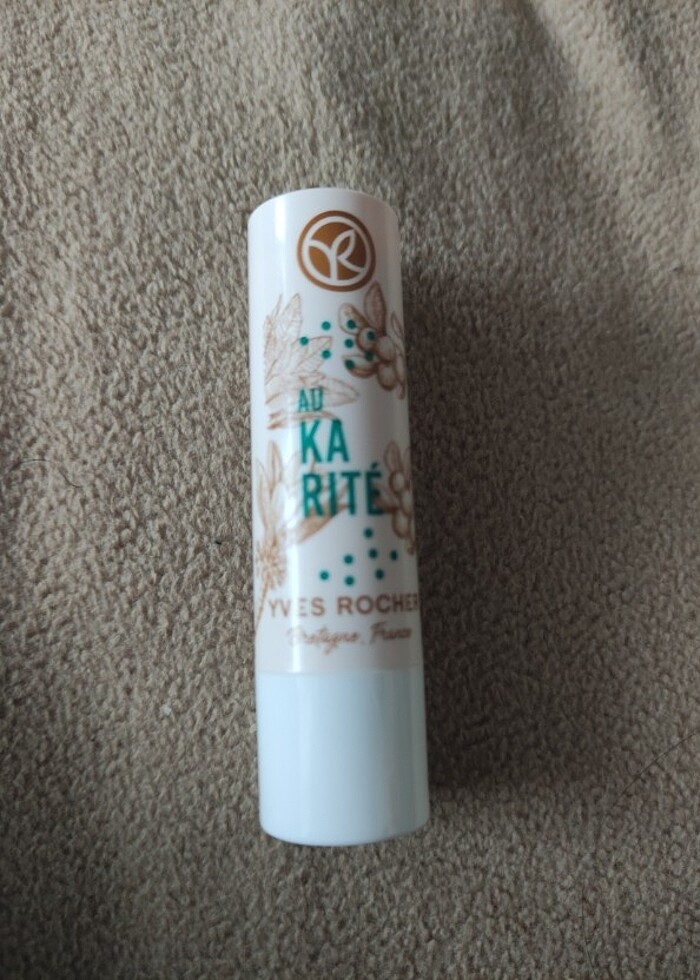 AU
KA
RITÉ
YVES ROCHER
Bretagne, France